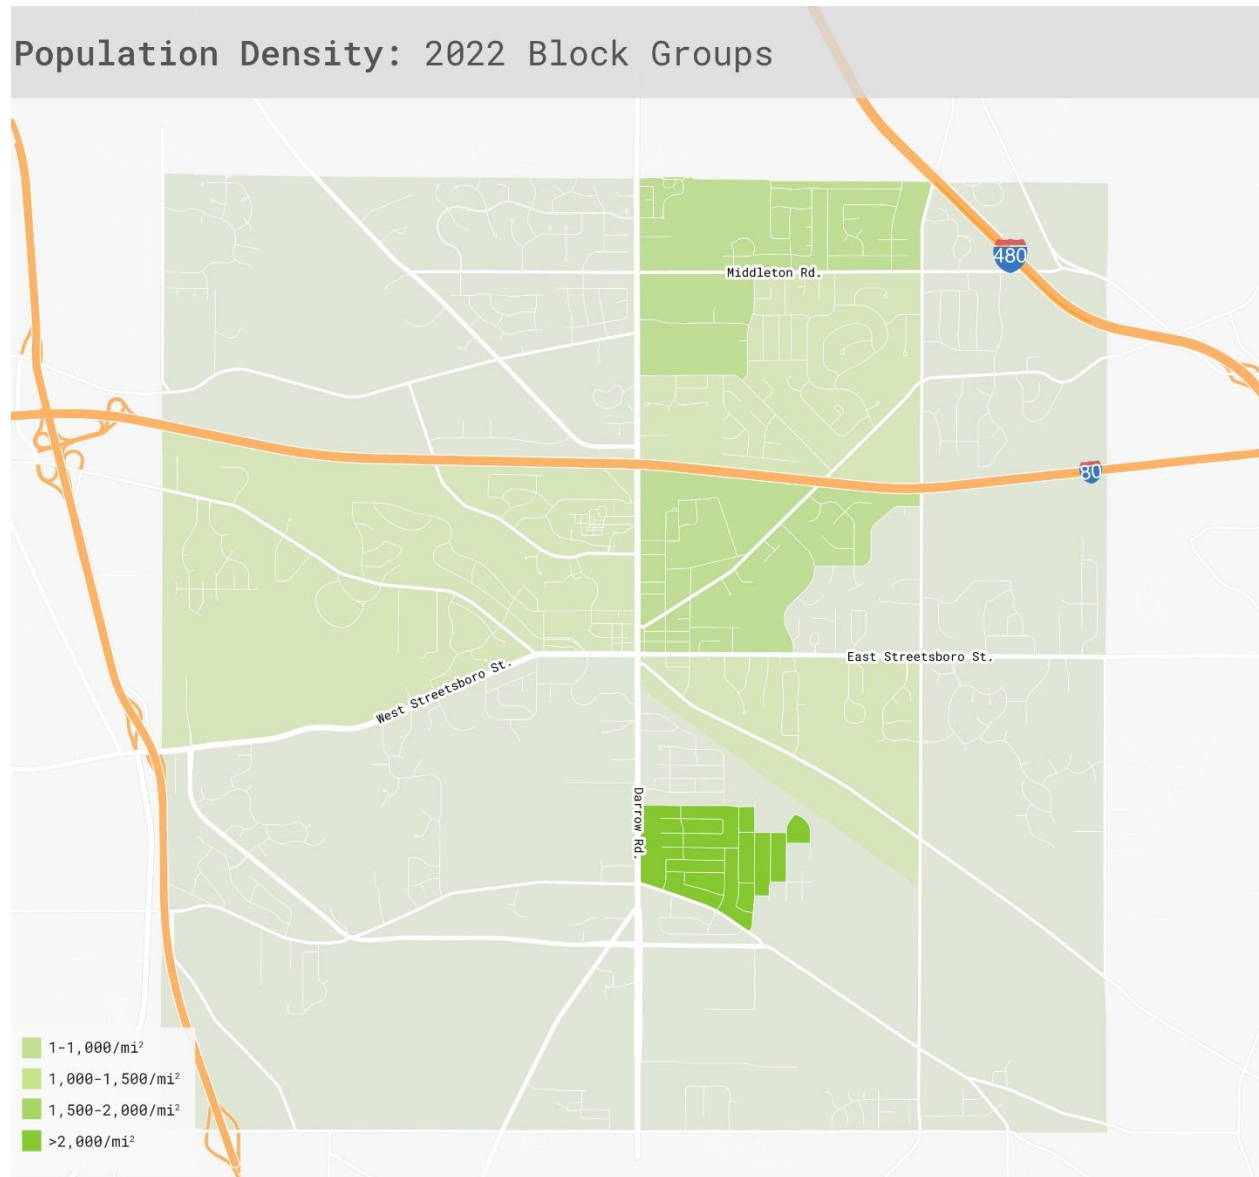 Population Density: 2022 Block Groups
480
Middleton Rd.
80
East Streetsboro St.
West Streetsboro St.
Darrow Rd.
1-1,000/mi²
1,000-1,500/mi²
1,500-2,000/mi²
>2,000/mi²